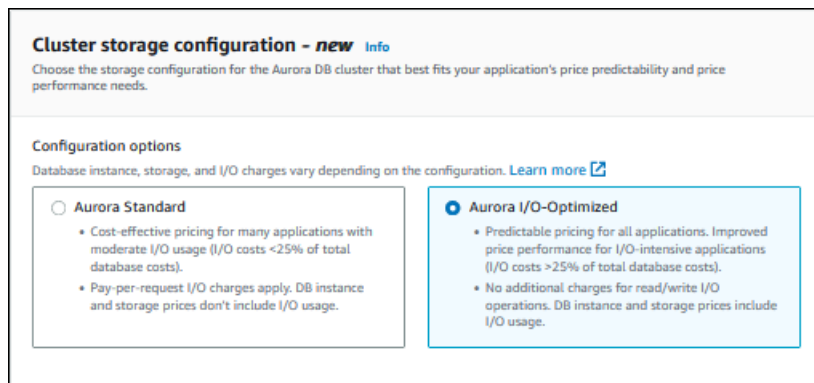 Cluster storage configuration - new Info
Choose the storage configuration for the Aurora DB cluster that best fits your application's price predictability and price
performance needs.
Configuration options
Database instance, storage, and I/O charges vary depending on the configuration. Learn more
Aurora Standard
• Cost-effective pricing for many applications with
moderate I/O usage (I/O costs <25% of total
database costs).
• Pay-per-request I/O charges apply. DB instance
and storage prices don't include I/O usage.
Aurora I/O-Optimized
• Predictable pricing for all applications. Improved
price performance for I/O-intensive applications
(I/O costs >25% of total database costs).
• No additional charges for read/write I/O
operations. DB instance and storage prices include
I/O usage.